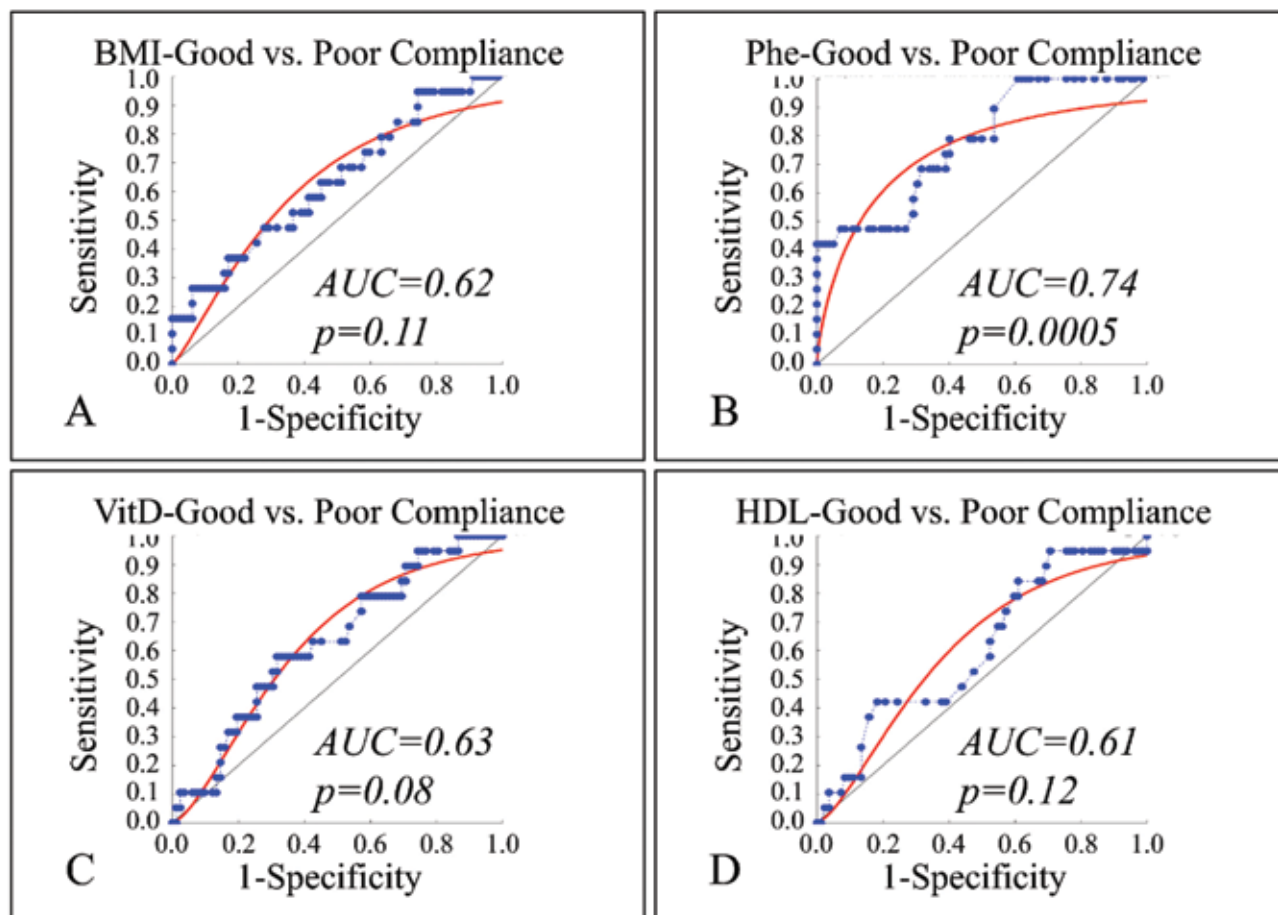 BMI-Good vs. Poor Compliance
1.0
0.9
0.8
0.7
0.6
0.5
0.4
0.3
0.2
0.1
0.0
Sensitivity
AUC=0.62
p=0.11
0.0 0.2 0.4 0.6 0.8 1.0
A
1-Specificity
Phe-Good vs. Poor Compliance
1.0
0.9
0.8
0.7
0.6
0.5
0.4
0.3
0.2
0.1
0.0
Sensitivity
AUC=0.74
p=0.0005
0.0 0.2 0.4 0.6 0.8 1.0
B
1-Specificity
VitD-Good vs. Poor Compliance
1.0
0.9
0.8
0.7
0.6
0.5
0.4
0.3
0.2
0.1
0.0
Sensitivity
AUC=0.63
p=0.08
0.0 0.2 0.4 0.6 0.8 1.0
C
1-Specificity
HDL-Good vs. Poor Compliance
1.0
0.9
0.8
0.7
0.6
0.5
0.4
0.3
0.2
0.1
0.0
Sensitivity
AUC=0.61
p=0.12
0.0 0.2 0.4 0.6 0.8 1.0
D
1-Specificity